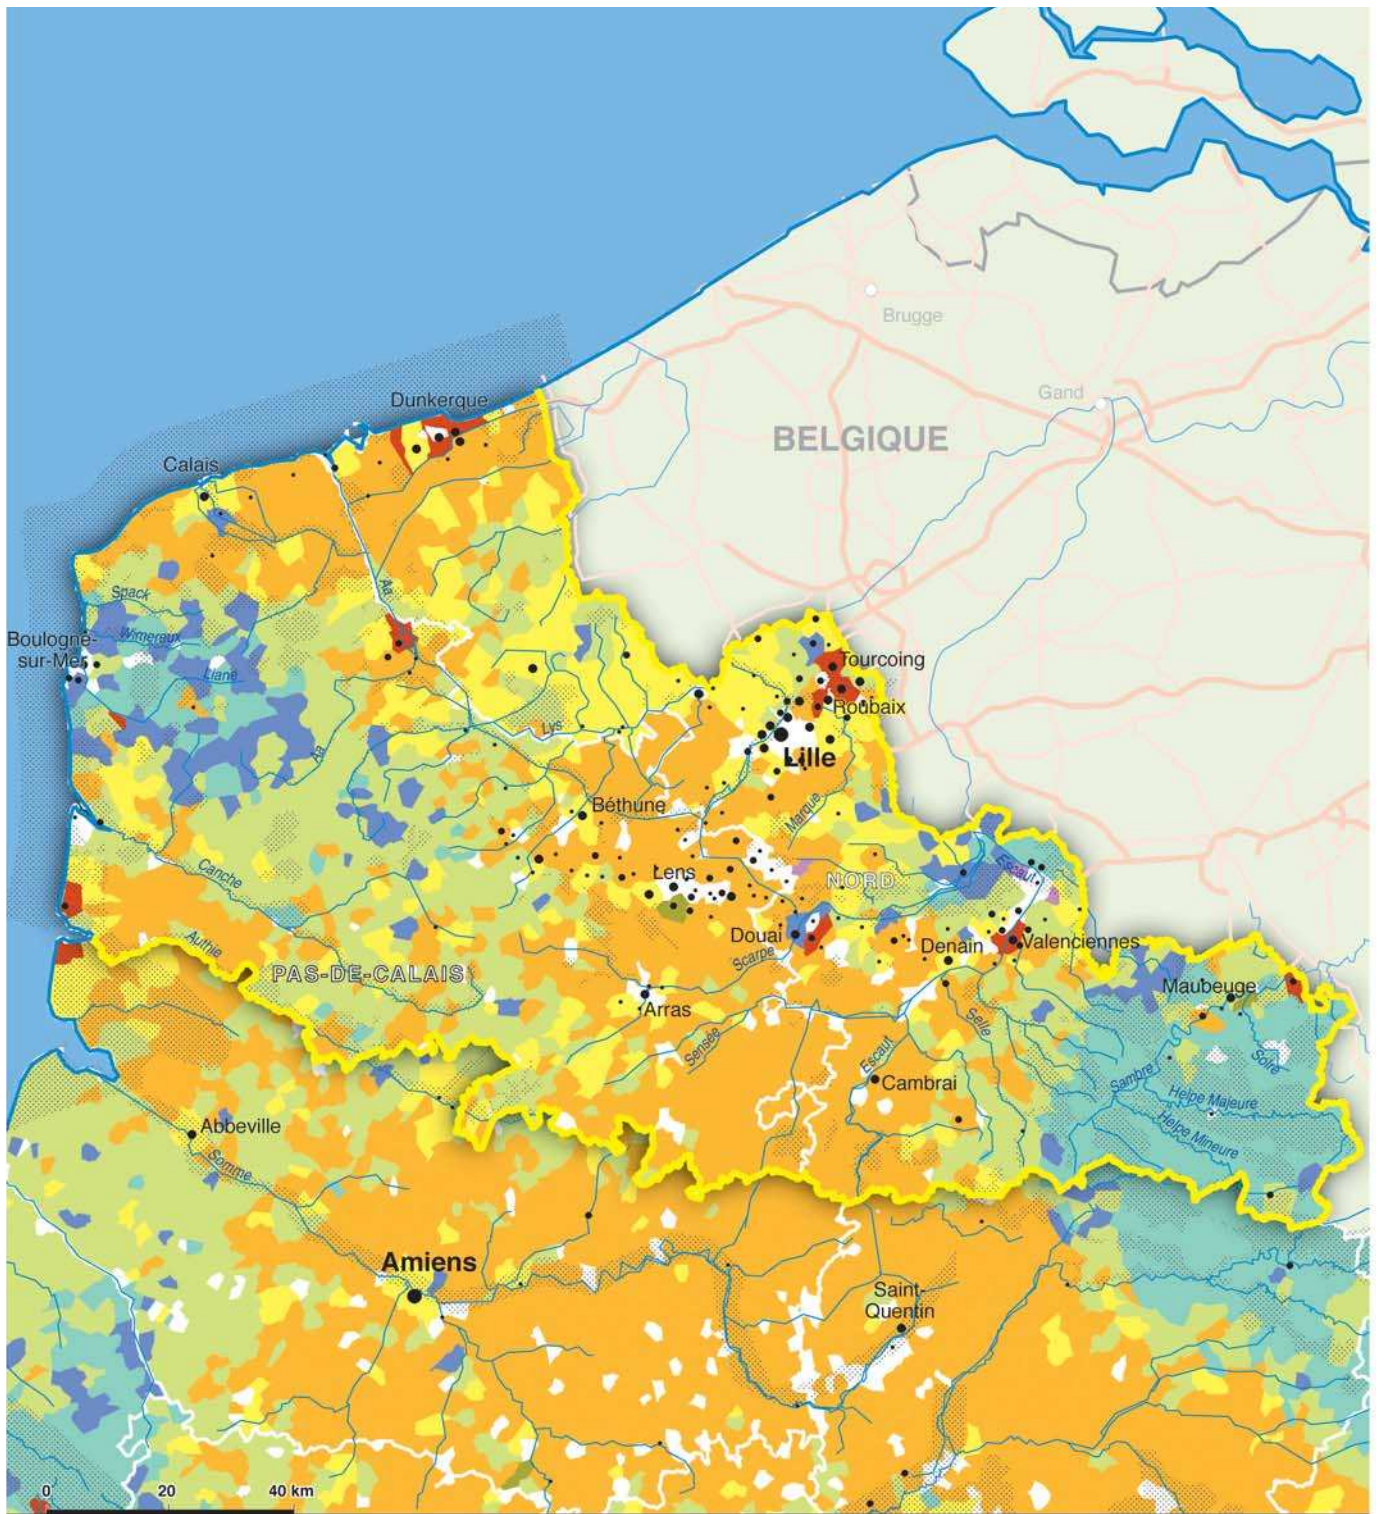 Brugge
Gand
Dunkerque
BELGIQUE
Calais
Aa
Spack
Boulogne-
sur-Mer
Wimereux
Liane
Tourcoing
Roubaix
Lys
Aa
Lille
Béthune
Marque
Canche
Lens
NORD
Escaut
Authie
Douai
Scarpe
Denain
Valenciennes
PAS-DE-CALAIS
Maubeuge
Arras
Sensée
Selle
Escaut
Solre
Sambre
Cambrai
Helpe Majeure
Helpe Mineure
Abbeville
Somme
Amiens
Saint-
Quentin
0 20 40 km